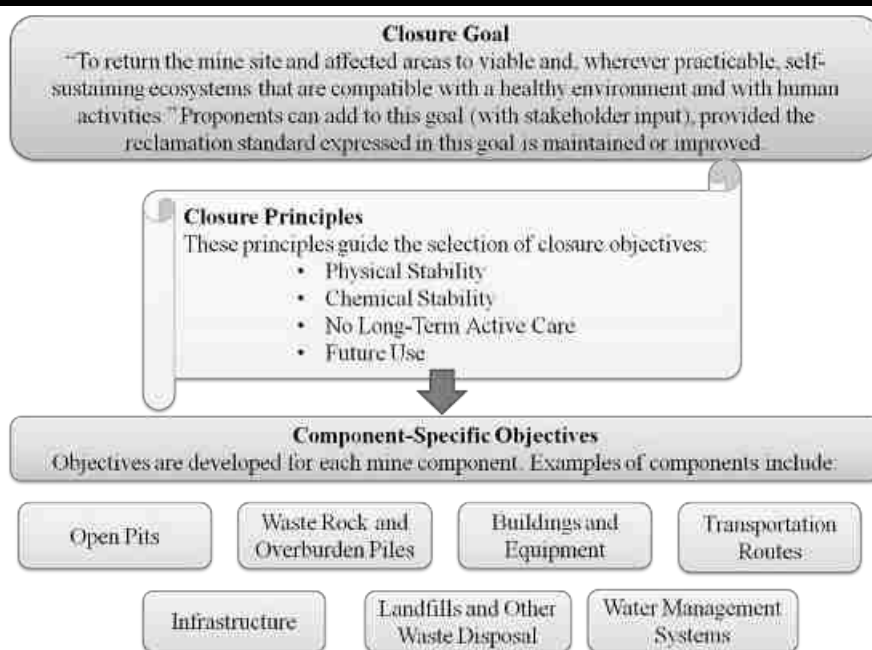 Closure Goal
"To return the mine site and affected areas to viable and, wherever practicable, self-
sustaining ecosystems that are compatible with a healthy environment and with human
activities." Proponents can add to this goal (with stakeholder input), provided the
reclamation standard expressed in this goal is maintained or improved.
Closure Principles
These principles guide the selection of closure objectives:
• Physical Stability
• Chemical Stability
• No Long-Term Active Care
• Future Use
Component-Specific Objectives
Objectives are developed for each mine component. Examples of components include:
Open Pits
Waste Rock and
Overburden Piles
Buildings and
Equipment
Transportation
Routes
Infrastructure
Landfills and Other
Waste Disposal
Water Management
Systems